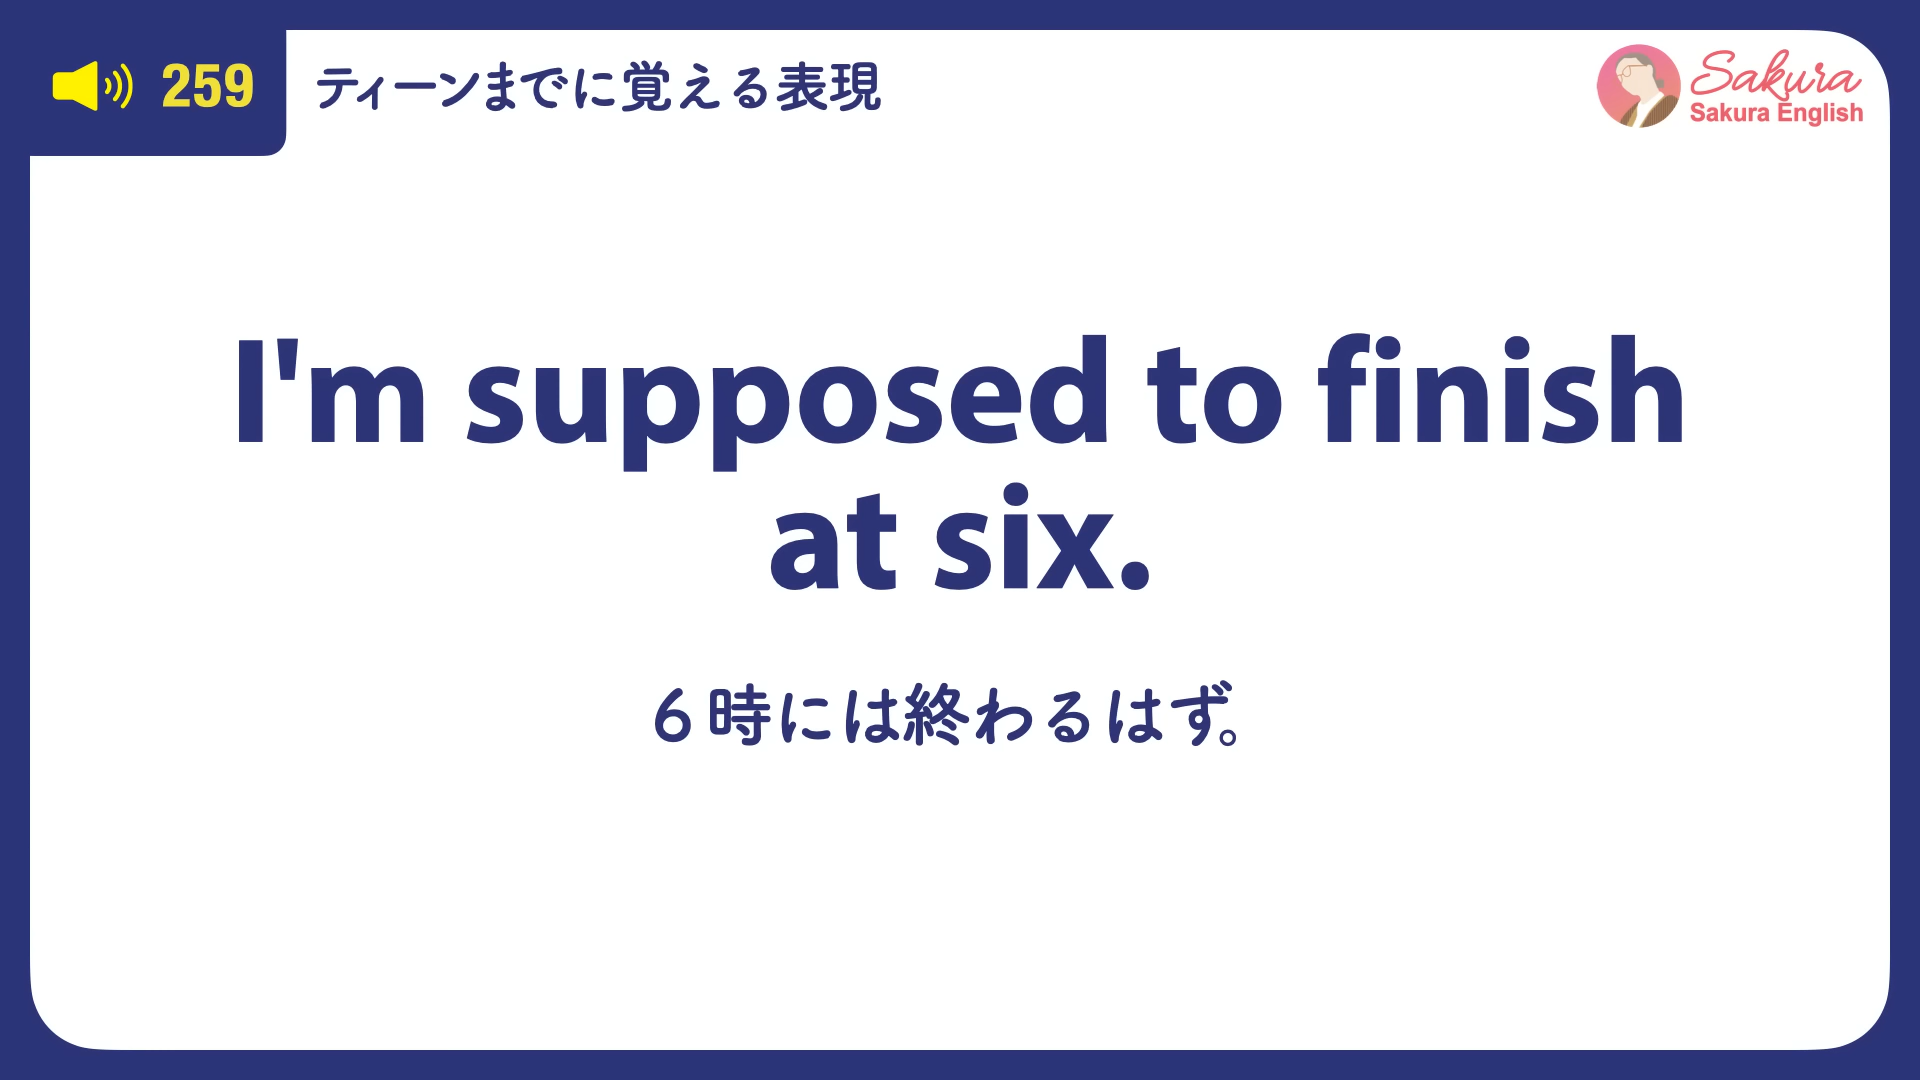 259
ティーンまでに覚える表現
Sakura
Sakura English
I'm supposed to finish
at six.
６時には終わるはず。